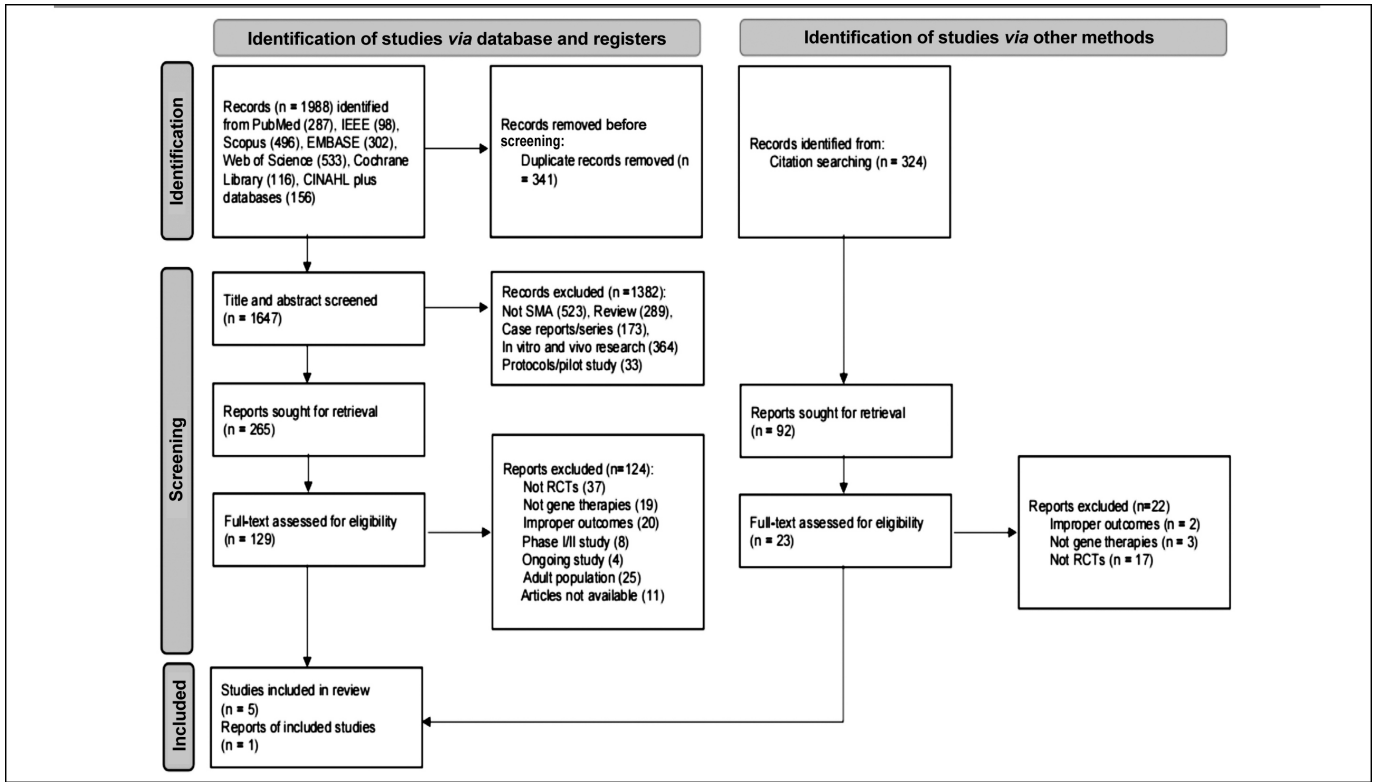 Identification of studies via database and registers
Identification of studies via other methods
Identification
Records (n = 1988) identified
from PubMed (287), IEEE (98),
Scopus (496), EMBASE (302),
Web of Science (533), Cochrane
Library (116), CINAHL plus
databases (156)
Records removed before
screening:
Duplicate records removed (n
= 341)
Records identified from:
Citation searching (n = 324)
Screening
Title and abstract screened
(n = 1647)
Records excluded (n =1382):
Not SMA (523), Review (289),
Case reports/series (173),
In vitro and vivo research (364)
Protocols/pilot study (33)
Reports sought for retrieval
(n = 265)
Reports sought for retrieval
(n = 92)
Full-text assessed for eligibility
(n = 129)
Reports excluded (n=124):
Not RCTs (37)
Not gene therapies (19)
Improper outcomes (20)
Phase I/II study (8)
Ongoing study (4)
Adult population (25)
Articles not available (11)
Full-text assessed for eligibility
(n = 23)
Reports excluded (n=22)
Improper outcomes (n = 2)
Not gene therapies (n = 3)
Not RCTs (n = 17)
Included
Studies included in review
(n = 5)
Reports of included studies
(n = 1)